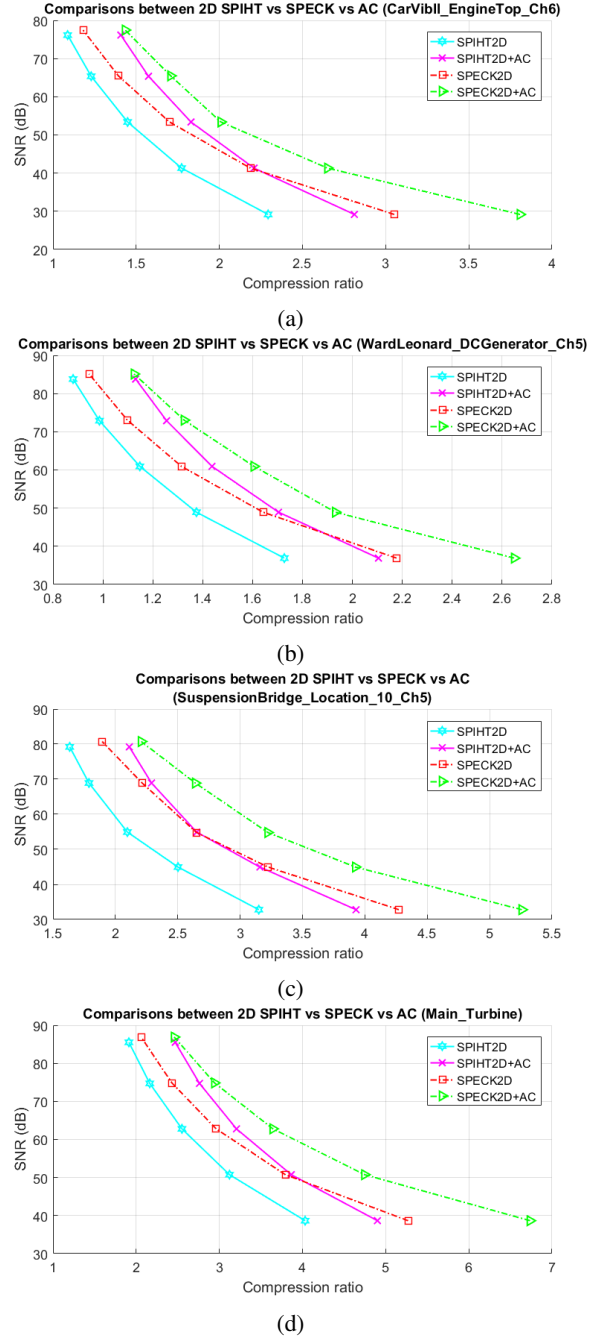 Comparisons between 2D SPIHT vs SPECK vs AC (CarVibII_EngineTop_Ch6)
80
70
60
50
40
30
20
SNR (dB)
SPIHT2D
SPIHT2D+AC
SPECK2D
SPECK2D+AC
1 1.5 2 2.5 3 3.5 4
Compression ratio
(a)
Comparisons between 2D SPIHT vs SPECK vs AC (WardLeonard_DCGenerator_Ch5)
90
80
70
60
50
40
30
SNR (dB)
SPIHT2D
SPIHT2D+AC
SPECK2D
SPECK2D+AC
0.8 1 1.2 1.4 1.6 1.8 2 2.2 2.4 2.6 2.8
Compression ratio
(b)
Comparisons between 2D SPIHT vs SPECK vs AC
(SuspensionBridge_Location_10_Ch5)
90
80
70
60
50
40
30
SNR (dB)
SPIHT2D
SPIHT2D+AC
SPECK2D
SPECK2D+AC
1.5 2 2.5 3 3.5 4 4.5 5 5.5
Compression ratio
(c)
Comparisons between 2D SPIHT vs SPECK vs AC (Main_Turbine)
90
80
70
60
50
40
30
SNR (dB)
SPIHT2D
SPIHT2D+AC
SPECK2D
SPECK2D+AC
1 2 3 4 5 6 7
Compression ratio
(d)